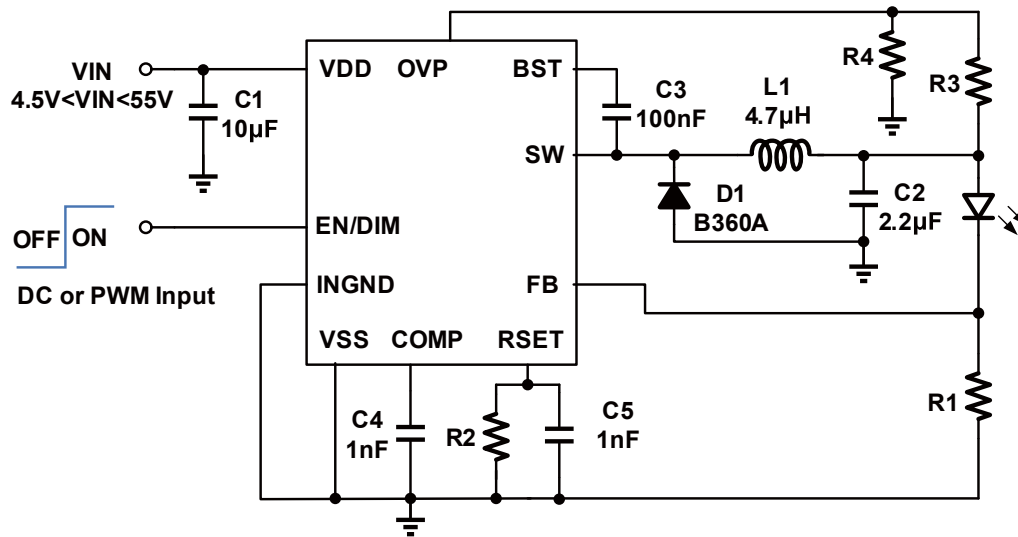 VIN
4.5V<VIN<55V
C1
10µF
VDD
OVP
BST
C3
100nF
L1
4.7µH
R4
R3
SW
D1
B360A
C2
2.2µF
OFF
ON
EN/DIM
DC or PWM Input
INGND
FB
VSS
COMP
RSET
C4
1nF
R2
C5
1nF
R1